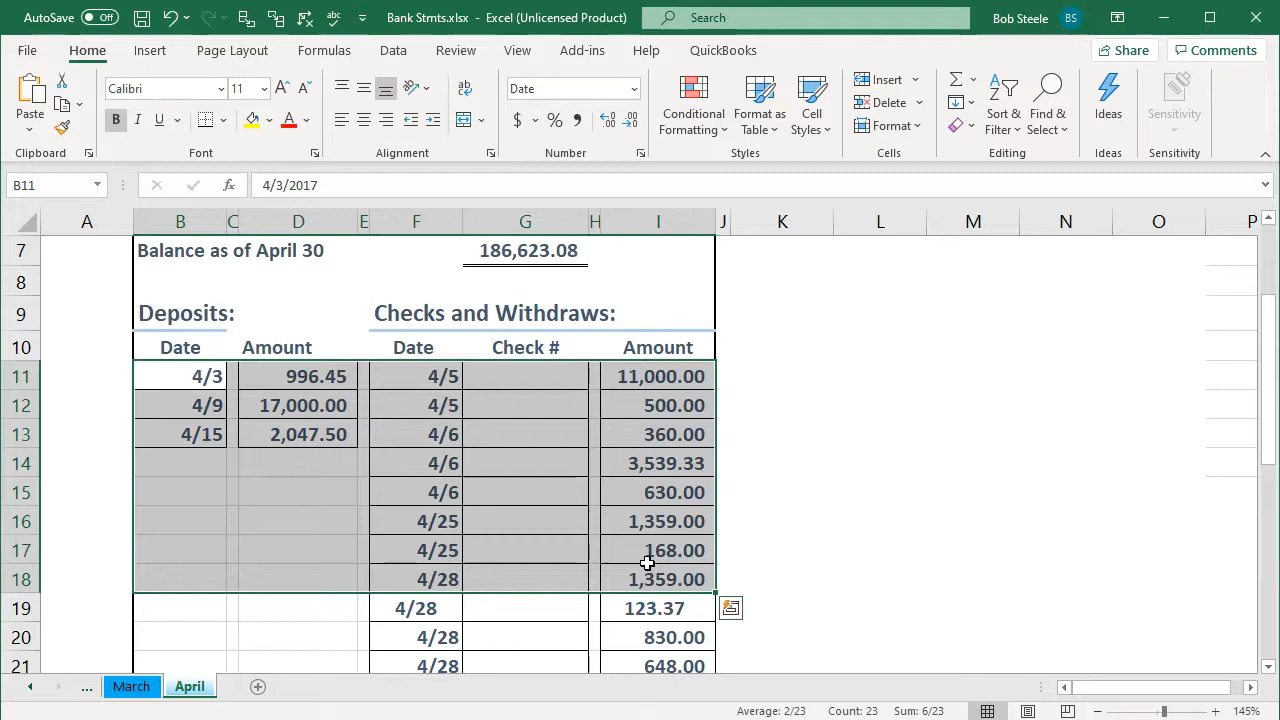 AutoSave Off Bank Stmts.xlsx - Excel (Unlicensed Product) Search Bob Steele BS
File Home Insert Page Layout Formulas Data Review View Add-ins Help QuickBooks Share Comments
Paste Calibri 11 Date Conditional Formatting Format as Table Cell Styles Insert Delete Format Sort & Filter Find & Select Ideas Sensitivity
Clipboard Font Alignment Number Styles Cells Editing Ideas Sensitivity
B11 fx 4/3/2017
A B C D E F G H I J K L M N O P
7 Balance as of April 30 186,623.08
8
9 Deposits: Checks and Withdraws:
10 Date Amount Date Check # Amount
11 4/3 996.45 4/5 11,000.00
12 4/9 17,000.00 4/5 500.00
13 4/15 2,047.50 4/6 360.00
14 4/6 3,539.33
15 4/6 630.00
16 4/25 1,359.00
17 4/25 168.00
18 4/28 1,359.00
19 4/28 123.37
20 4/28 830.00
21 4/28 648.00
... March April
Average: 2/23 Count: 23 Sum: 6/23 145%